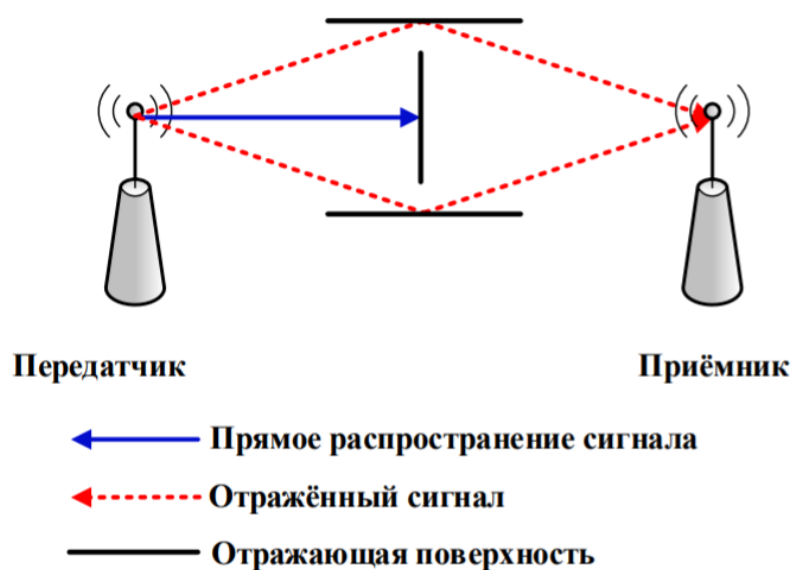 Передатчик
Приёмник
Прямое распространение сигнала
Отражённый сигнал
Отражающая поверхность